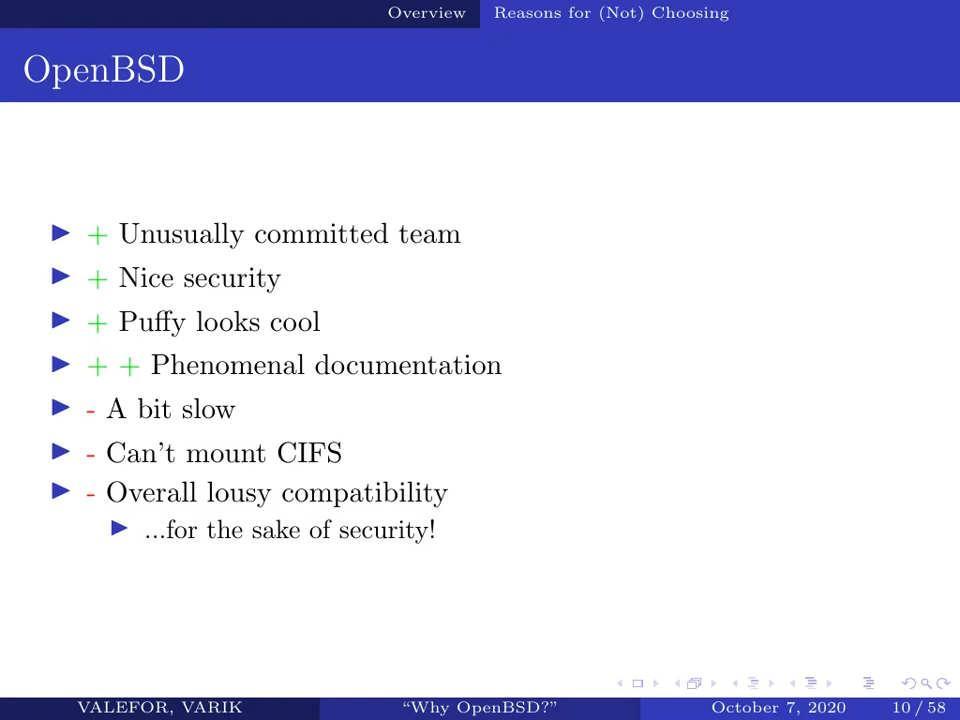 Overview Reasons for (Not) Choosing
OpenBSD
+ Unusually committed team
+ Nice security
+ Puffy looks cool
+ + Phenomenal documentation
- A bit slow
- Can't mount CIFS
- Overall lousy compatibility
...for the sake of security!
VALEFOR, VARIK “Why OpenBSD?” October 7, 2020 10 / 58